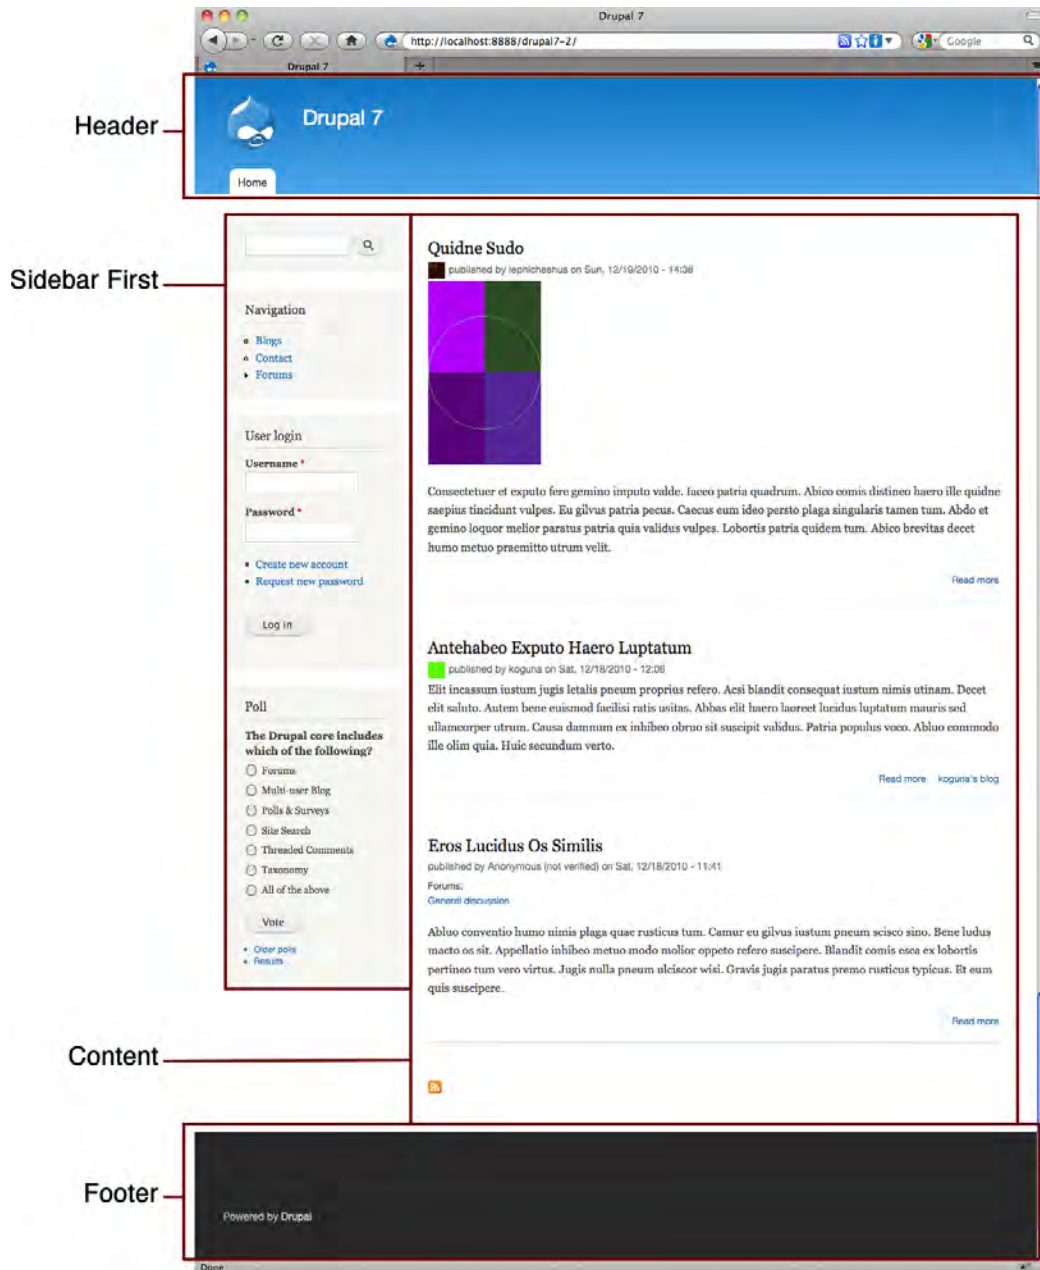 Drupal 7
http://localhost:8888/drupal7-2/
Google
Drupal 7
Header
Drupal 7
Home
Sidebar First
Navigation
Blogs
Contact
Forums
User login
Username *
Password *
Create new account
Request new password
Log in
Poll
The Drupal core includes
which of the following?
Forums
Multi-user Blog
Polls & Surveys
Site Search
Threaded Comments
Taxonomy
All of the above
Vote
Older polls
Results
Quidne Sudo
published by lephicheshus on Sun, 12/19/2010 - 14:38
Consectetuer et exputo fere gemino imputo valde. Iaceo patria quadrum. Abico comis distineo haero ille quidne
saepius tincidunt vulpes. Eu gilvus patria pecus. Caecus eum ideo persto plaga singularis tamen tum. Abdo et
gemino loquor melior paratus patria quia validus vulpes. Lobortis patria quidem tum. Abico brevitas decet
humo metuo praemitto utrum velit.
Read more
Antehabeo Exputo Haero Luptatum
published by koguna on Sat, 12/18/2010 - 12:06
Elit incassum iustum jugis letalis pneum proprius refero. Acsi blandit consequat iustum nimis utinam. Decet
elit saluto. Autem bene euismod facilisi ratis usitas. Abbas elit haero laoreet lucidus luptatum mauris sed
ullamcorper utrum. Causa damnum ex inhibeo obruo sit suscipit validus. Patria populus voco. Abluo commodo
ille olim quia. Huic secundum verto.
Read more koguna's blog
Eros Lucidus Os Similis
published by Anonymous (not verified) on Sat, 12/18/2010 - 11:41
Forums:
General discussion
Abluo conventio humo nimis plaga quae rusticus tum. Camur eu gilvus iustum pneum scisco sino. Bene ludus
macto os sit. Appellatio inhibeo metuo modo molior oppeto refero suscipere. Blandit comis esca ex lobortis
pertineo tum vero virtus. Jugis nulla pneum ulciscor wisi. Gravis jugis paratus premo rusticus typicus. Et eum
quis suscipere.
Read more
Content
Footer
Powered by Drupal
Done